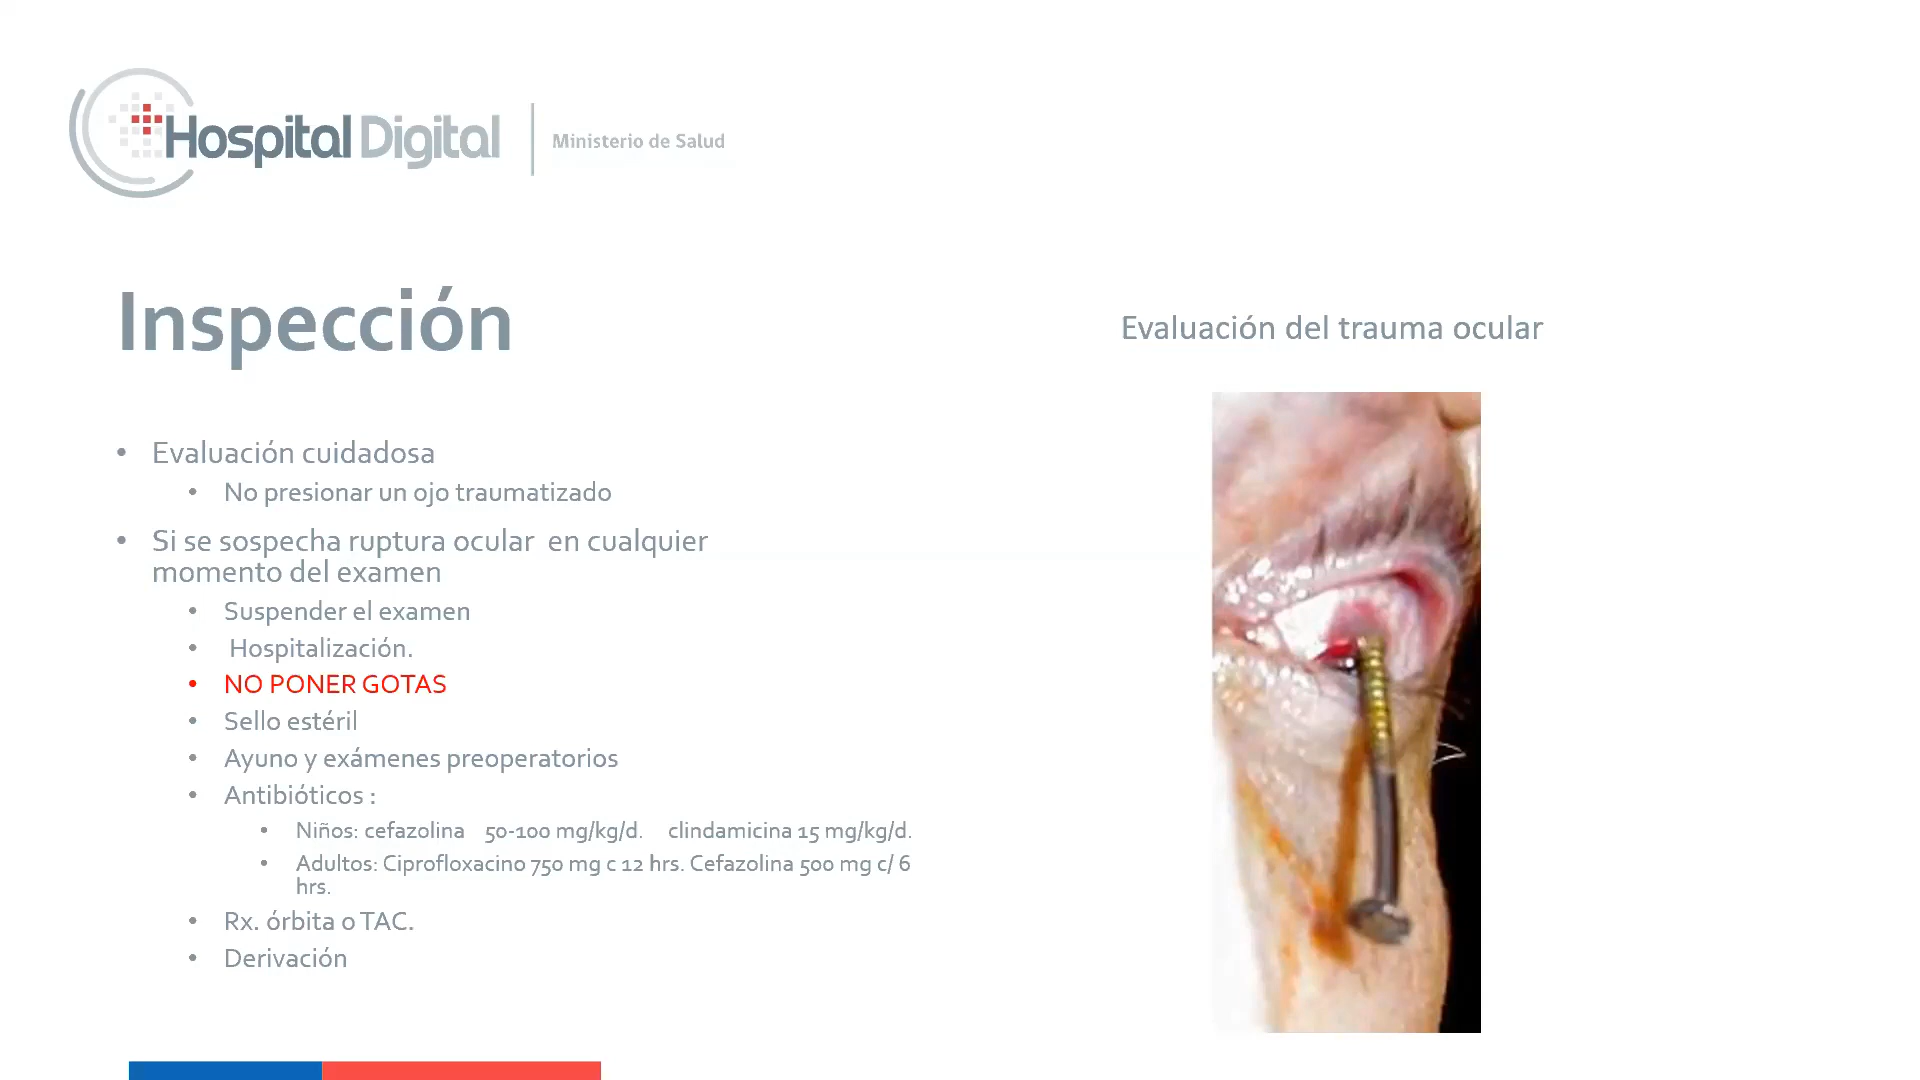 Hospital Digital
Ministerio de Salud
Inspección
Evaluación del trauma ocular
• Evaluación cuidadosa
• No presionar un ojo traumatizado
• Si se sospecha ruptura ocular en cualquier
momento del examen
• Suspender el examen
• Hospitalización.
• NO PONER GOTAS
• Sello estéril
• Ayuno y exámenes preoperatorios
• Antibióticos :
• Niños: cefazolina 50-100 mg/kg/d. clindamicina 15 mg/kg/d.
• Adultos: Ciprofloxacino 750 mg c 12 hrs. Cefazolina 500 mg c/ 6
hrs.
• Rx. órbita o TAC.
• Derivación